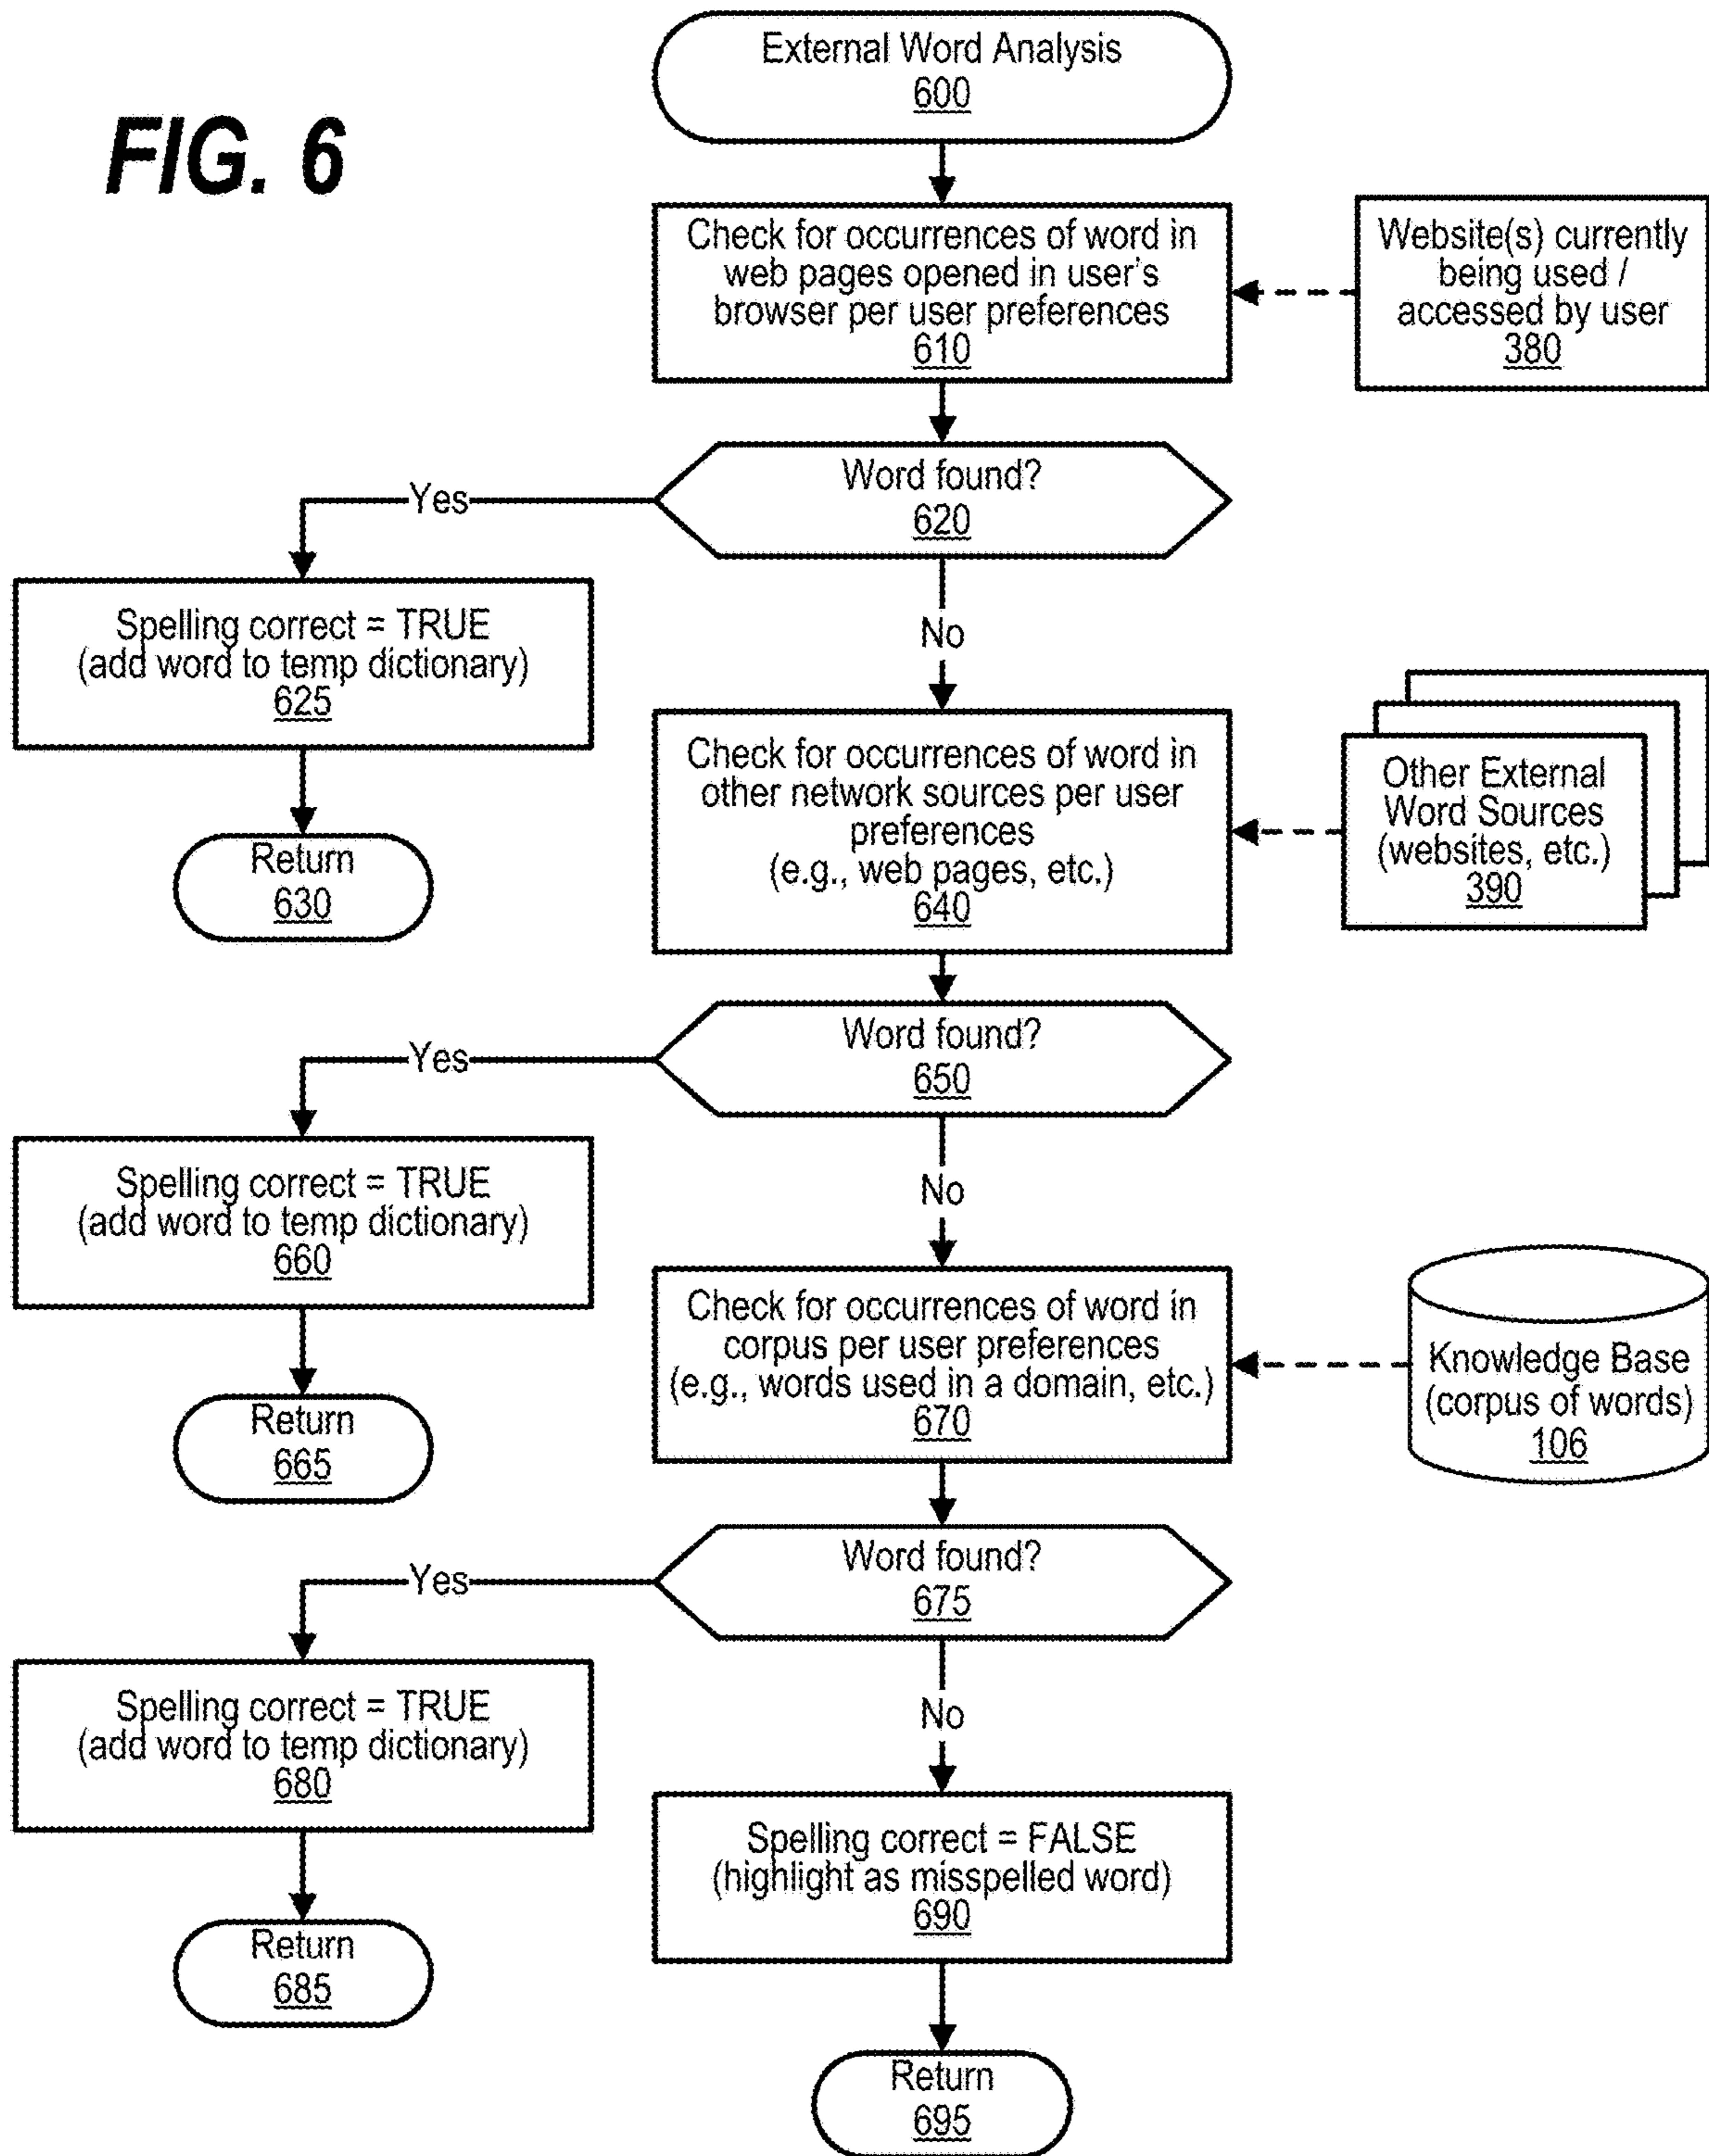 FIG. 6
External Word Analysis
600
Check for occurrences of word in
web pages opened in user's
browser per user preferences
610
Website(s) currently
being used /
accessed by user
380
Word found?
620
Yes
No
Spelling correct = TRUE
(add word to temp dictionary)
625
Return
630
Check for occurrences of word in
other network sources per user
preferences
(e.g., web pages, etc.)
640
Other External
Word Sources
(websites, etc.)
390
Word found?
650
Yes
No
Spelling correct = TRUE
(add word to temp dictionary)
660
Return
665
Check for occurrences of word in
corpus per user preferences
(e.g., words used in a domain, etc.)
670
Knowledge Base
(corpus of words)
106
Word found?
675
Yes
No
Spelling correct = TRUE
(add word to temp dictionary)
680
Return
685
Spelling correct = FALSE
(highlight as misspelled word)
690
Return
695